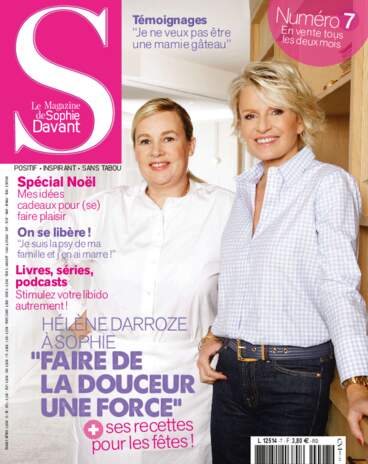 Témoignages
"Je ne veux pas être
une mamie gâteau"
Numéro 7
En vente tous
les deux mois
S
Le Magazine
de Sophie
Davant
POSITIF • INSPIRANT • SANS TABOU
Spécial Noël
Mes idées
cadeaux pour (se)
faire plaisir
On se libère !
"Je suis la psy de ma
famille et j'en ai marre !"
Livres, séries,
podcasts
Stimulez votre libido
autrement !
HÉLÈNE DARROZE
À SOPHIE
"FAIRE DE
LA DOUCEUR
UNE FORCE"
+ ses recettes
pour les fêtes !
L 12514 - 7 - F: 3,80 € - RD